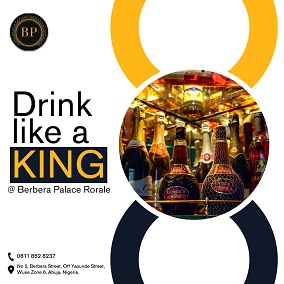 BP
Drink
like a
KING
@ Berbera Palace Rorale
0811 852 8237
No 2, Berbera Street, Off Yaounde Street,
Wuse Zone 6, Abuja, Nigeria.